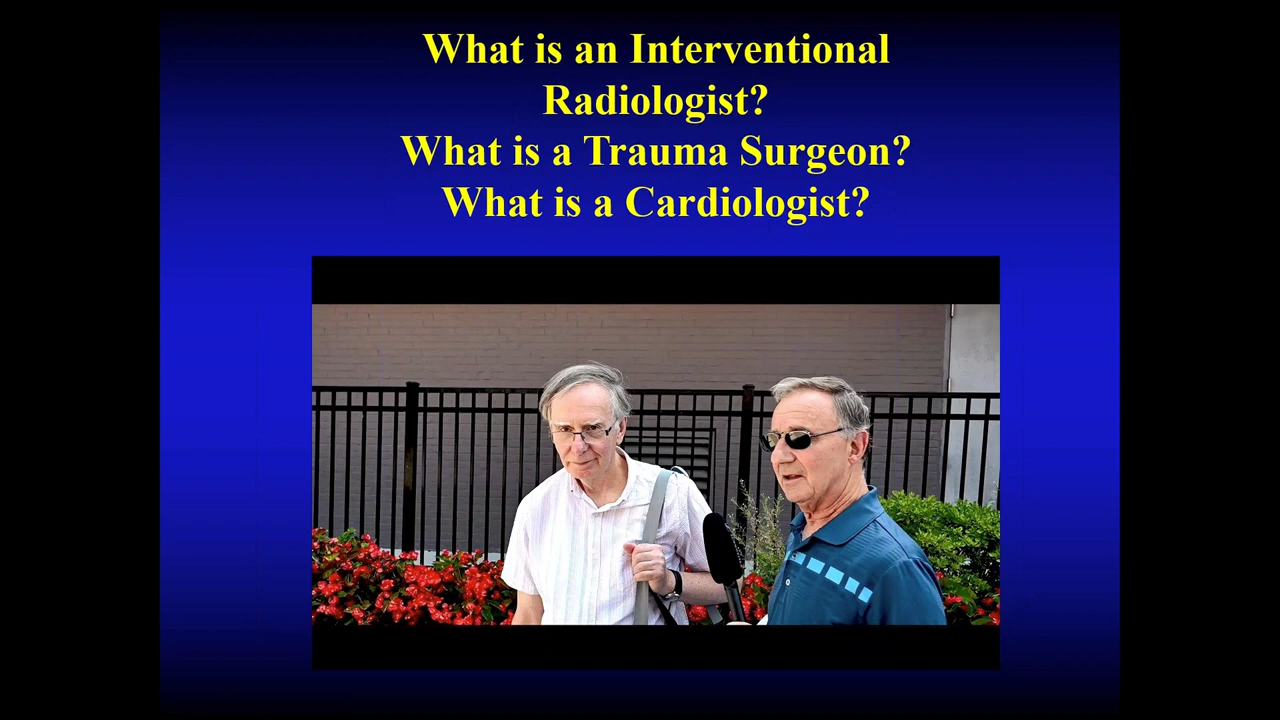 What is an Interventional
Radiologist?
What is a Trauma Surgeon?
What is a Cardiologist?